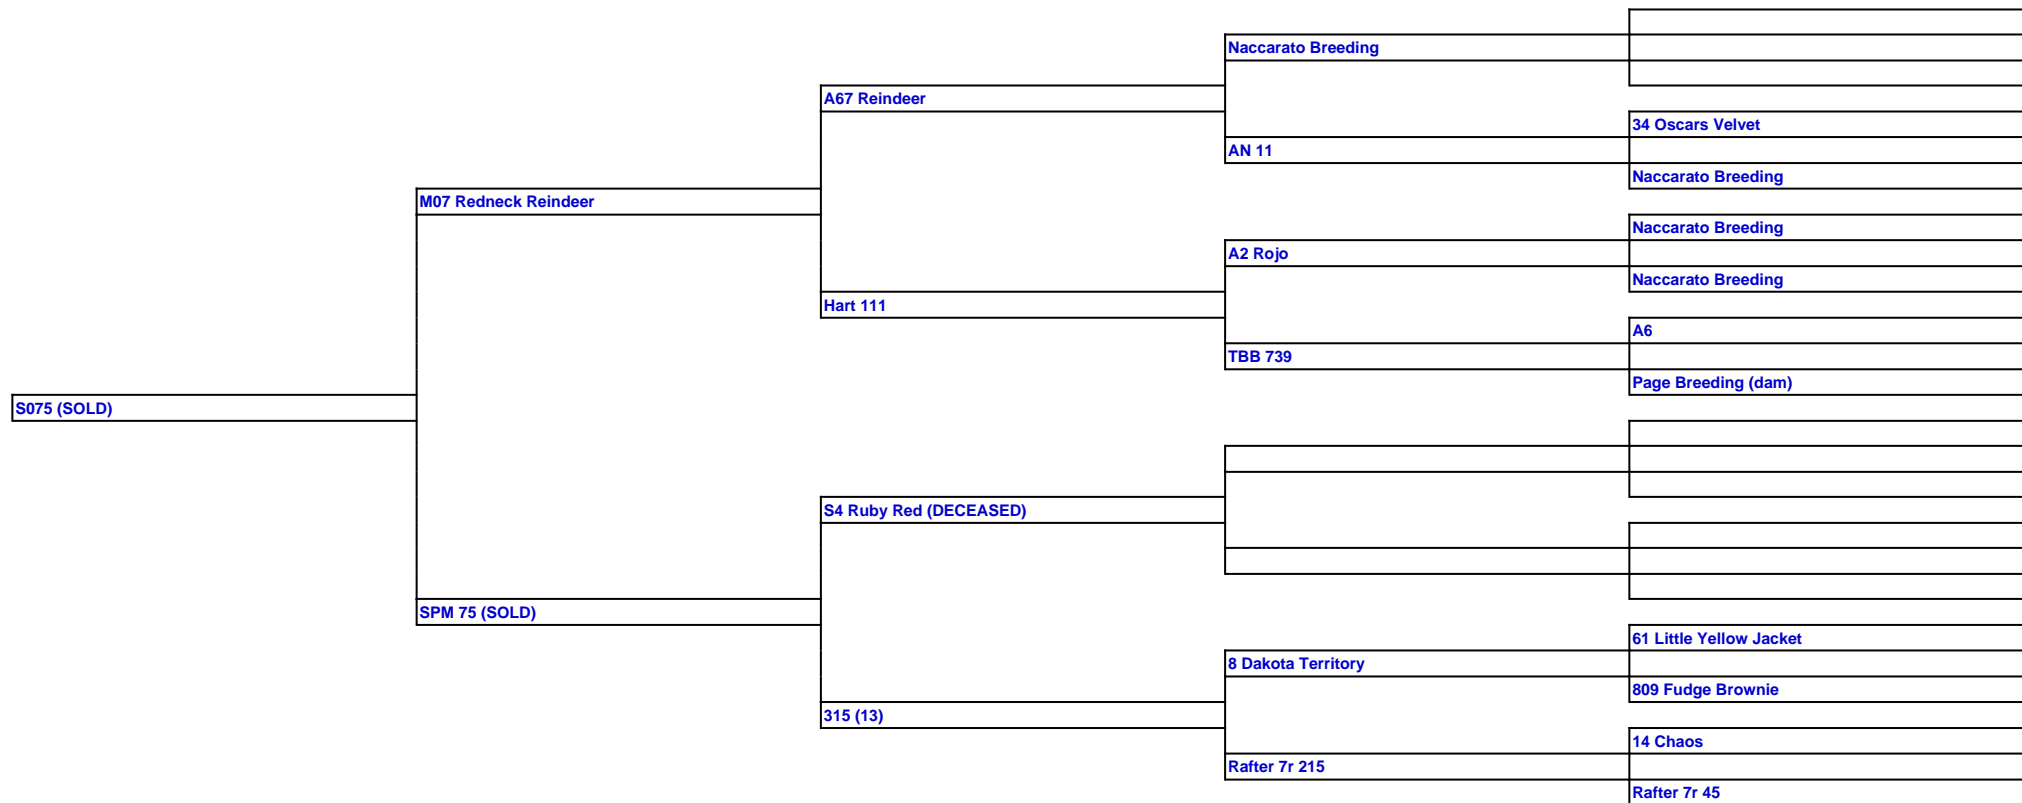 Naccarato Breeding
A67 Reindeer
34 Oscars Velvet
AN 11
Naccarato Breeding
M07 Redneck Reindeer
Naccarato Breeding
A2 Rojo
Naccarato Breeding
Hart 111
A6
TBB 739
Page Breeding (dam)
S075 (SOLD)
S4 Ruby Red (DECEASED)
SPM 75 (SOLD)
61 Little Yellow Jacket
8 Dakota Territory
809 Fudge Brownie
315 (13)
14 Chaos
Rafter 7r 215
Rafter 7r 45